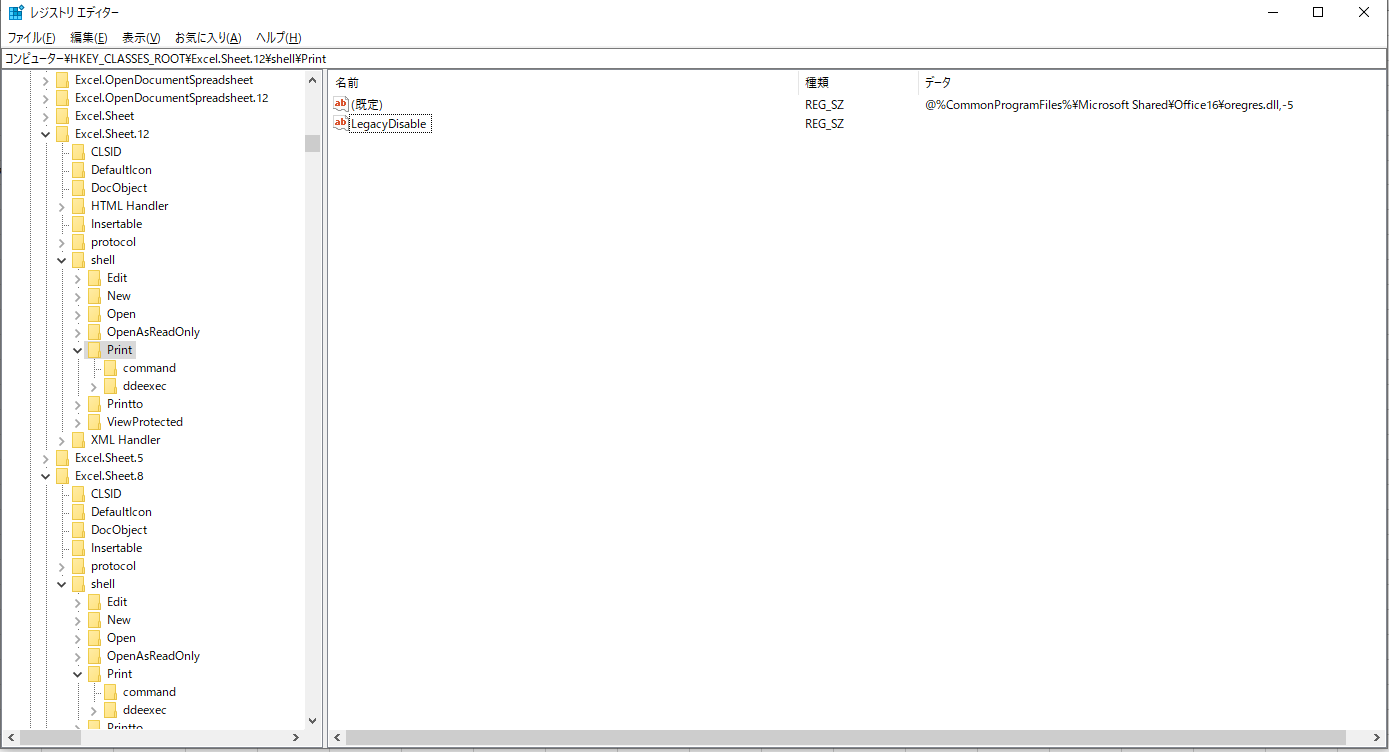 レジストリ エディター
ファイル(F) 編集(E) 表示(V) お気に入り(A) ヘルプ(H)
コンピューター¥HKEY_CLASSES_ROOT¥Excel.Sheet.12¥shell¥Print
Excel.OpenDocumentSpreadsheet
Excel.OpenDocumentSpreadsheet.12
Excel.Sheet
Excel.Sheet.12
CLSID
DefaultIcon
DocObject
HTML Handler
Insertable
protocol
shell
Edit
New
Open
OpenAsReadOnly
Print
command
ddeexec
Printto
ViewProtected
XML Handler
Excel.Sheet.5
Excel.Sheet.8
CLSID
DefaultIcon
DocObject
Insertable
protocol
shell
Edit
New
Open
OpenAsReadOnly
Print
command
ddeexec
Printto
名前 種類 データ
ab (既定) REG_SZ @%CommonProgramFiles%¥Microsoft Shared¥Office16¥oregres.dll,-5
ab LegacyDisable REG_SZ